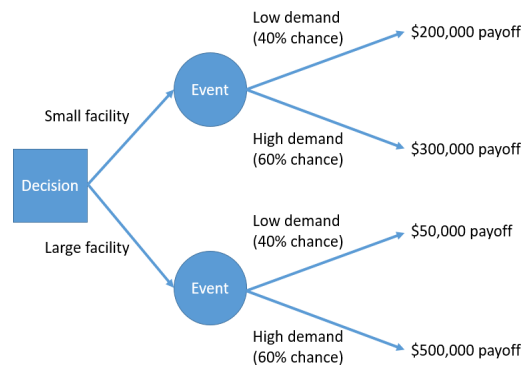 Low demand
(40% chance)
$200,000 payoff
Event
Small facility
High demand
(60% chance)
$300,000 payoff
Decision
Low demand
(40% chance)
$50,000 payoff
Large facility
Event
High demand
(60% chance)
$500,000 payoff